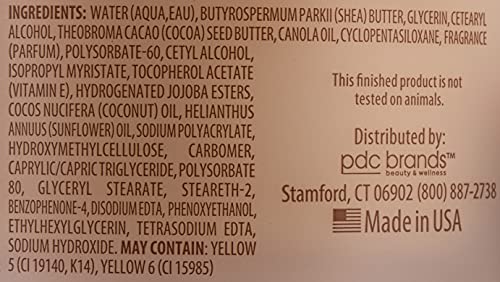 INGREDIENTS: WATER (AQUA,EAU), BUTYROSPERMUM PARKII (SHEA) BUTTER, GLYCERIN, CETEARYL
ALCOHOL, THEOBROMA CACAO (COCOA) SEED BUTTER, CANOLA OIL, CYCLOPENTASILOXANE, FRAGRANCE
(PARFUM), POLYSORBATE-60, CETYL ALCOHOL,
ISOPROPYL MYRISTATE, TOCOPHEROL ACETATE
(VITAMIN E), HYDROGENATED JOJOBA ESTERS,
COCOS NUCIFERA (COCONUT) OIL, HELIANTHUS
ANNUUS (SUNFLOWER) OIL, SODIUM POLYACRYLATE,
HYDROXYMETHYLCELLULOSE, CARBOMER,
CAPRYLIC/CAPRIC TRIGLYCERIDE, POLYSORBATE
80, GLYCERYL STEARATE, STEARETH-2,
BENZOPHENONE-4, DISODIUM EDTA, PHENOXYETHANOL,
ETHYLHEXYLGLYCERIN, TETRASODIUM EDTA,
SODIUM HYDROXIDE. MAY CONTAIN: YELLOW
5 (CI 19140, K14), YELLOW 6 (CI 15985)
This finished product is not
tested on animals.
Distributed by:
pdc brands™
beauty & wellness
Stamford, CT 06902 (800) 887-2738
Made in USA